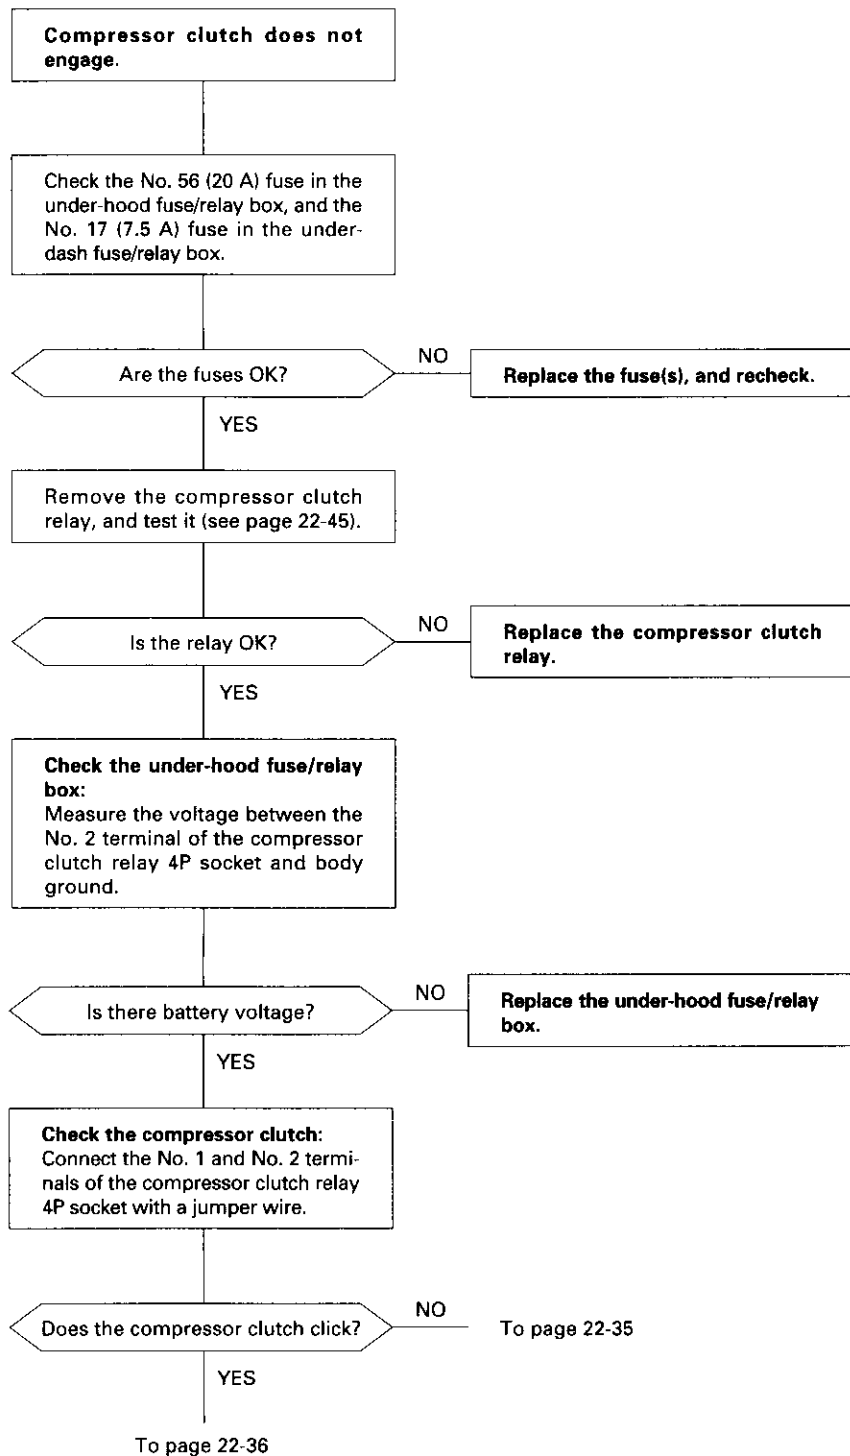 Compressor clutch does not
engage.
Check the No. 56 (20 A) fuse in the
under-hood fuse/relay box, and the
No. 17 (7.5 A) fuse in the under-
dash fuse/relay box.
Are the fuses OK?
NO
Replace the fuse(s), and recheck.
YES
Remove the compressor clutch
relay, and test it (see page 22-45).
Is the relay OK?
NO
Replace the compressor clutch
relay.
YES
Check the under-hood fuse/relay
box:
Measure the voltage between the
No. 2 terminal of the compressor
clutch relay 4P socket and body
ground.
Is there battery voltage?
NO
Replace the under-hood fuse/relay
box.
YES
Check the compressor clutch:
Connect the No. 1 and No. 2 termi-
nals of the compressor clutch relay
4P socket with a jumper wire.
Does the compressor clutch click?
NO
To page 22-35
YES
To page 22-36